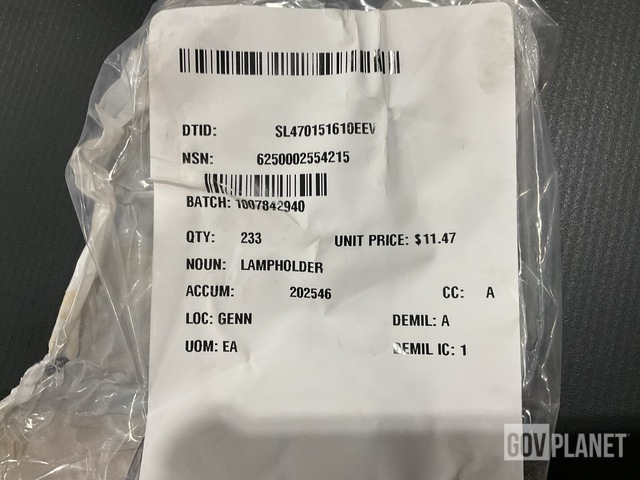 DTID: SL470151610EEV
NSN: 6250002554215
BATCH: 1007842940
QTY: 233 UNIT PRICE: $11.47
NOUN: LAMPHOLDER
ACCUM: 202546 CC: A
LOC: GENN DEMIL: A
UOM: EA DEMIL IC: 1
GOVPLANET